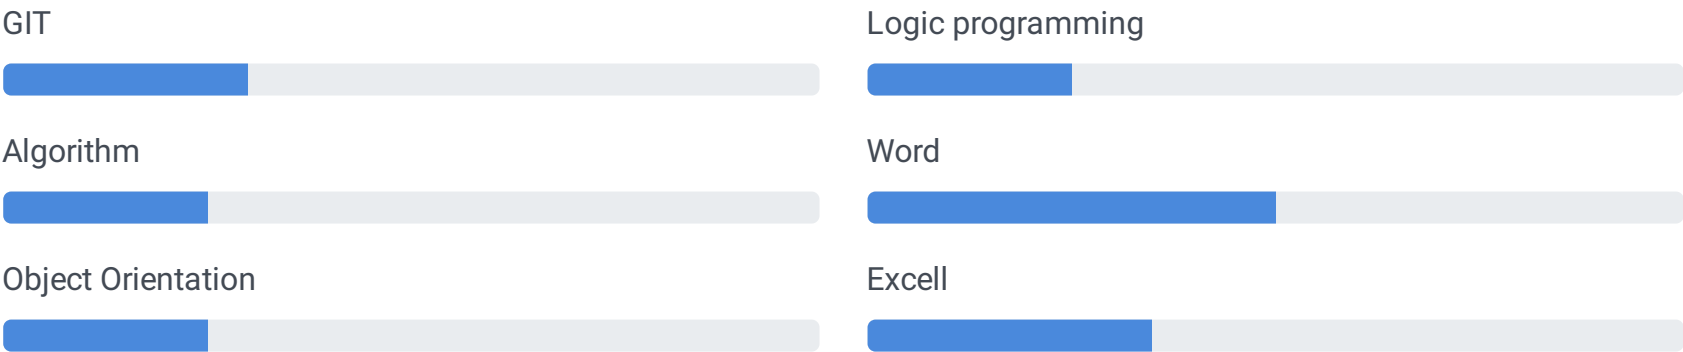 GIT
Logic programming
Algorithm
Word
Object Orientation
Excell